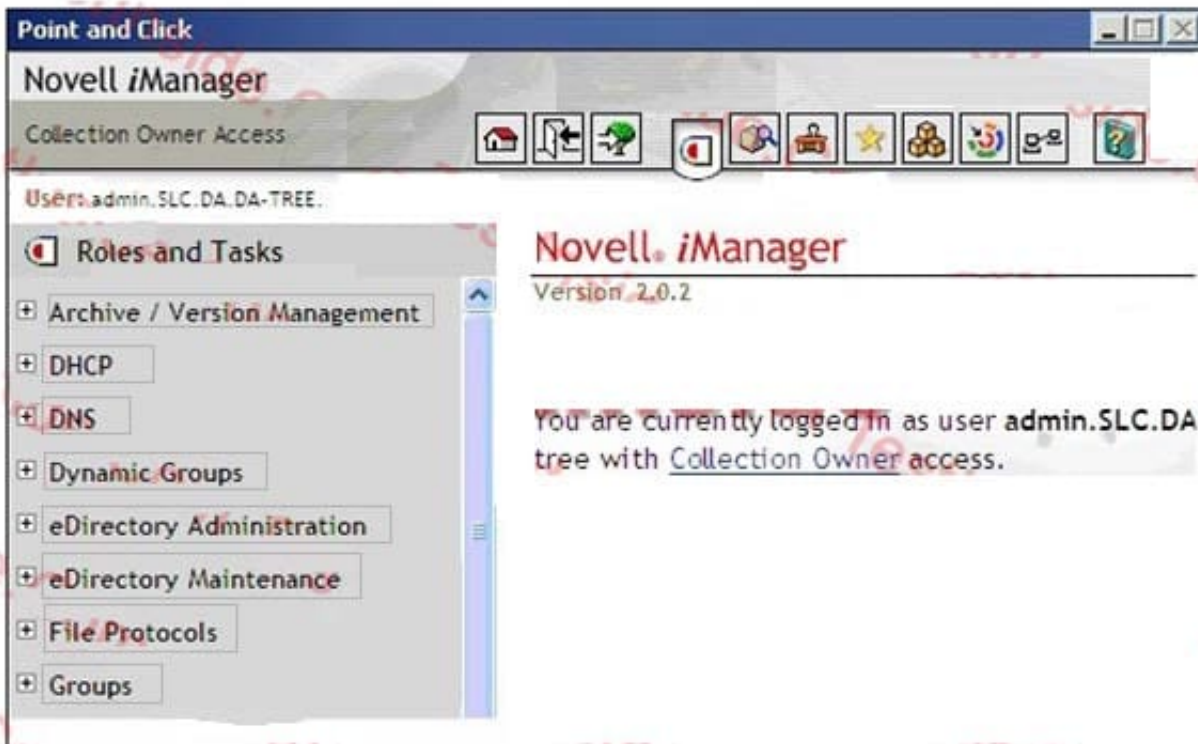 Point and Click
Novell iManager
Collection Owner Access
User: admin.SLC.DA.DA-TREE.
Roles and Tasks
Archive / Version Management
DHCP
DNS
Dynamic Groups
eDirectory Administration
eDirectory Maintenance
File Protocols
Groups
Novell® iManager
Version 2.0.2
You are currently logged in as user admin.SLC.DA
tree with Collection Owner access.